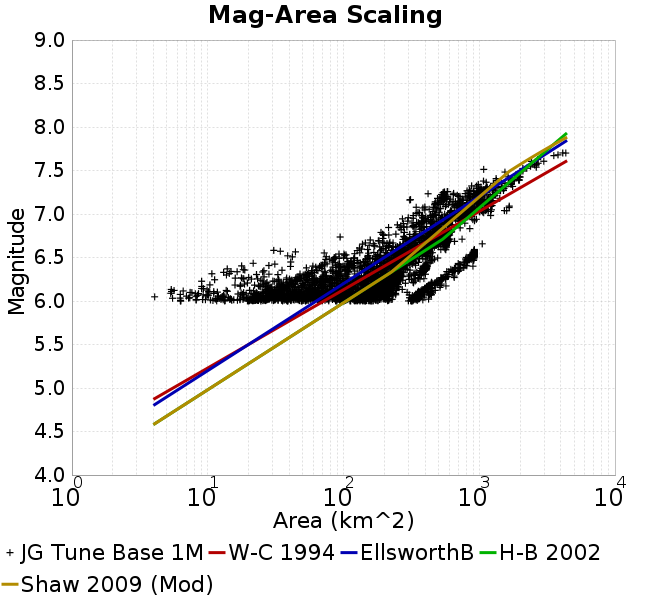 Mag-Area Scaling
9.0
8.5
8.0
7.5
7.0
6.5
6.0
5.5
5.0
4.5
4.0
Magnitude
10^0 10^1 10^2 10^3 10^4
Area (km^2)
JG Tune Base 1M W-C 1994 EllsworthB H-B 2002
Shaw 2009 (Mod)